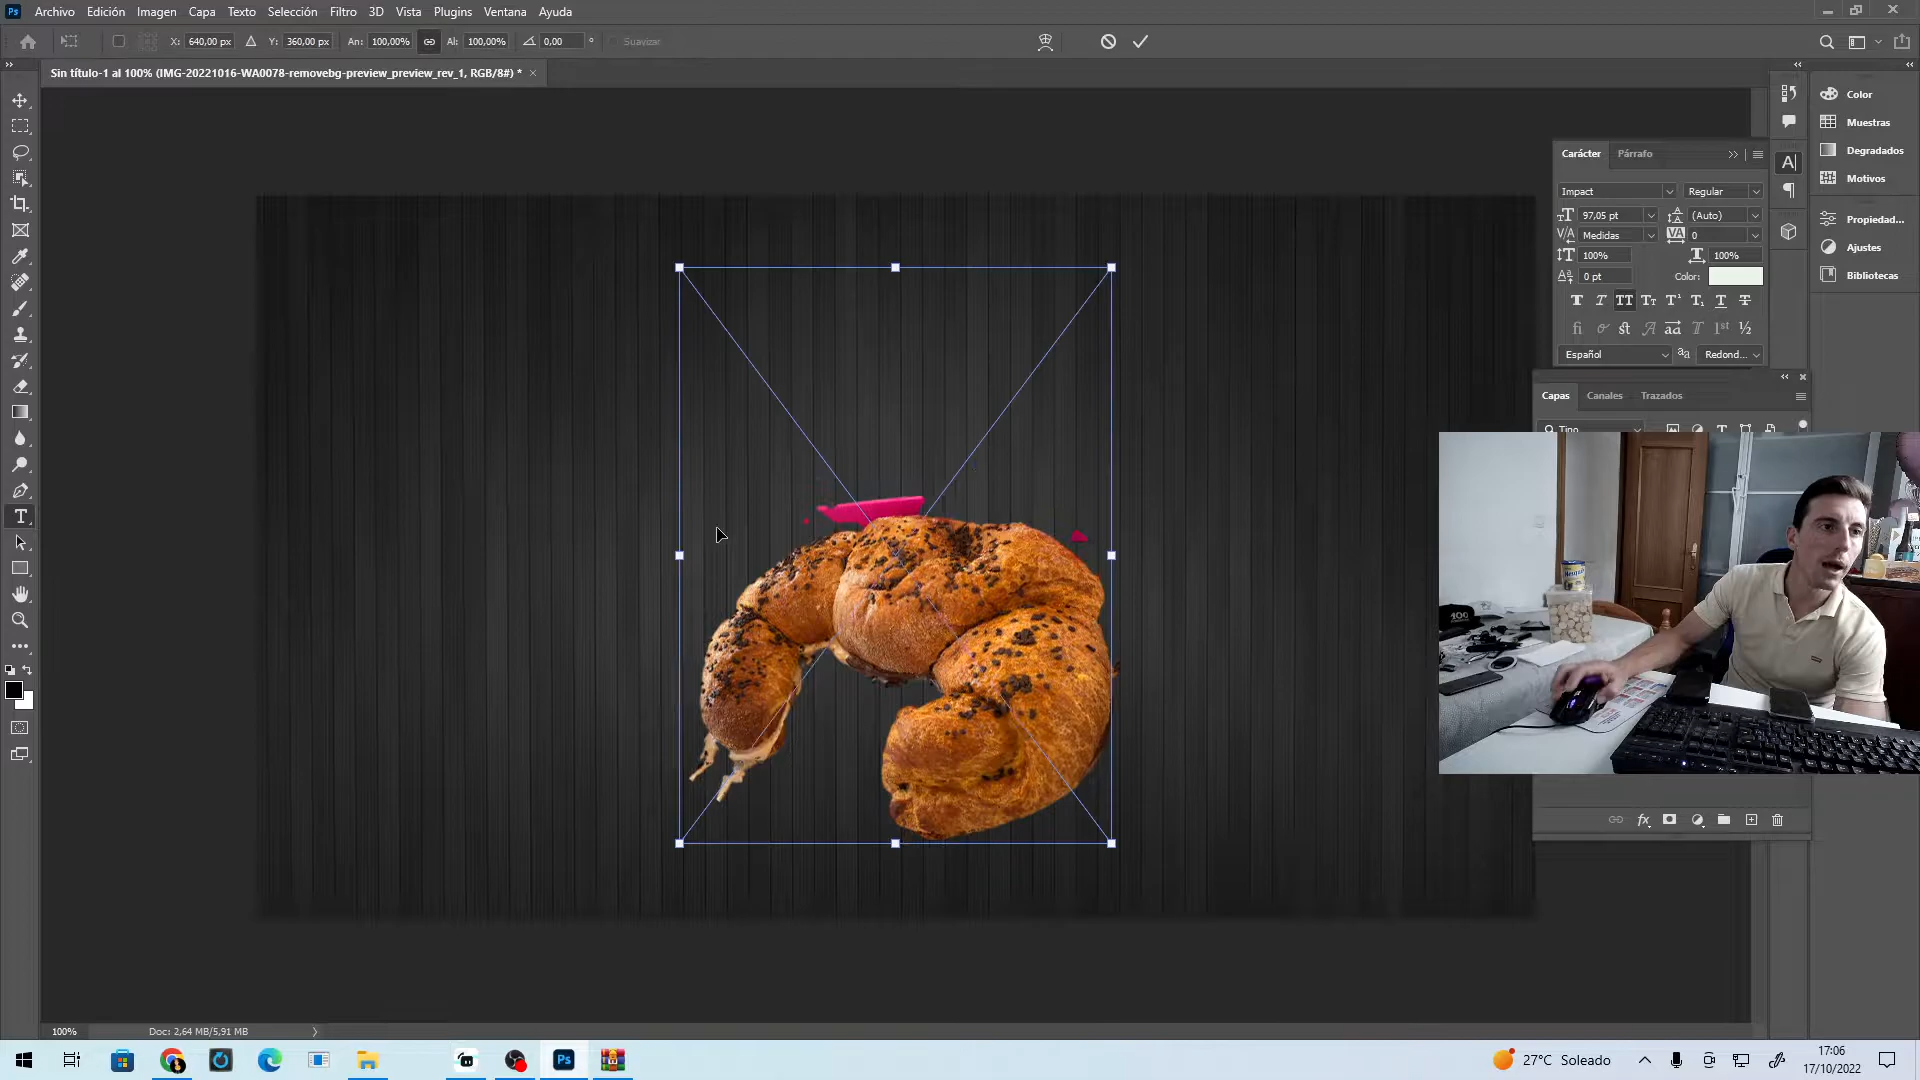 Ps Archivo Edición Imagen Capa Texto Selección Filtro 3D Vista Plugins Ventana Ayuda
X: 640,00 px Y: 360,00 px An: 100,00% Al: 100,00% 0,00 ° Suavizar
Sin título-1 al 100% (IMG-20221016-WA0078-removebg-preview_preview_rev_1, RGB/8#) * ×
Color
Muestras
Degradados
Motivos
Propiedad...
Ajustes
Bibliotecas
Carácter Párrafo
Impact Regular
97,05 pt (Auto)
Medidas 0
100% 100%
0 pt Color:
Español Redond...
Capas Canales Trazados
Tipo
100% Doc: 2,64 MB/5,91 MB
Ps
27°C Soleado
17:06
17/10/2022